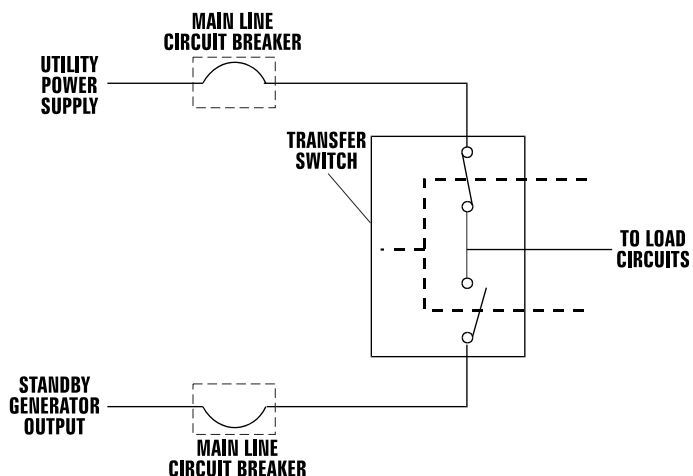 MAIN LINE
CIRCUIT BREAKER
UTILITY
POWER
SUPPLY
TRANSFER
SWITCH
TO LOAD
CIRCUITS
STANDBY
GENERATOR
OUTPUT
MAIN LINE
CIRCUIT BREAKER